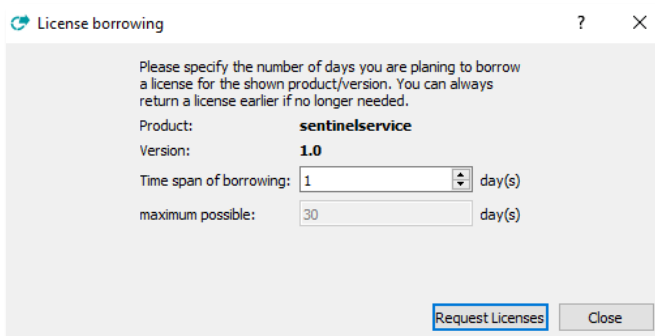 License borrowing ?
Please specify the number of days you are planing to borrow
a license for the shown product/version. You can always
return a license earlier if no longer needed.
Product: sentinelservice
Version: 1.0
Time span of borrowing: 1 day(s)
maximum possible: 30 day(s)
Request Licenses Close